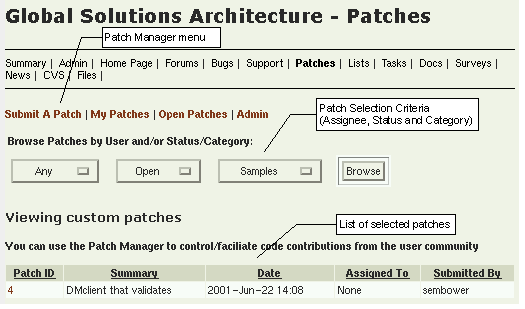 Global Solutions Architecture - Patches
Patch Manager menu
Summary | Admin | Home Page | Forums | Bugs | Support | Patches | Lists | Tasks | Docs | Surveys |
News | CVS | Files |
Submit A Patch | My Patches | Open Patches | Admin
Patch Selection Criteria
(Assignee, Status and Category)
Browse Patches by User and/or Status/Category:
Any Open Samples Browse
Viewing custom patches
List of selected patches
You can use the Patch Manager to control/faciliate code contributions from the user community
Patch ID Summary Date Assigned To Submitted By
4 DMclient that validates 2001-Jun-22 14:08 None sembower